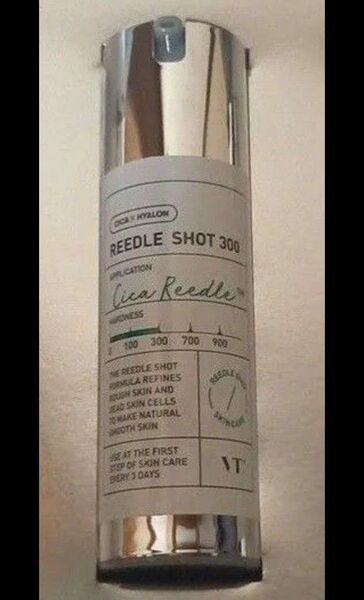 CICA × HYALON
REEDLE SHOT 300
APPLICATION
Cica Reedle™
HARDNESS
0 100 300 700 900
THE REEDLE SHOT
FORMULA REFINES
ROUGH SKIN AND
DEAD SKIN CELLS
TO MAKE NATURAL
SMOOTH SKIN
REEDLE SHOT
SKINCARE
USE AT THE FIRST
STEP OF SKIN CARE
EVERY 3 DAYS
VT